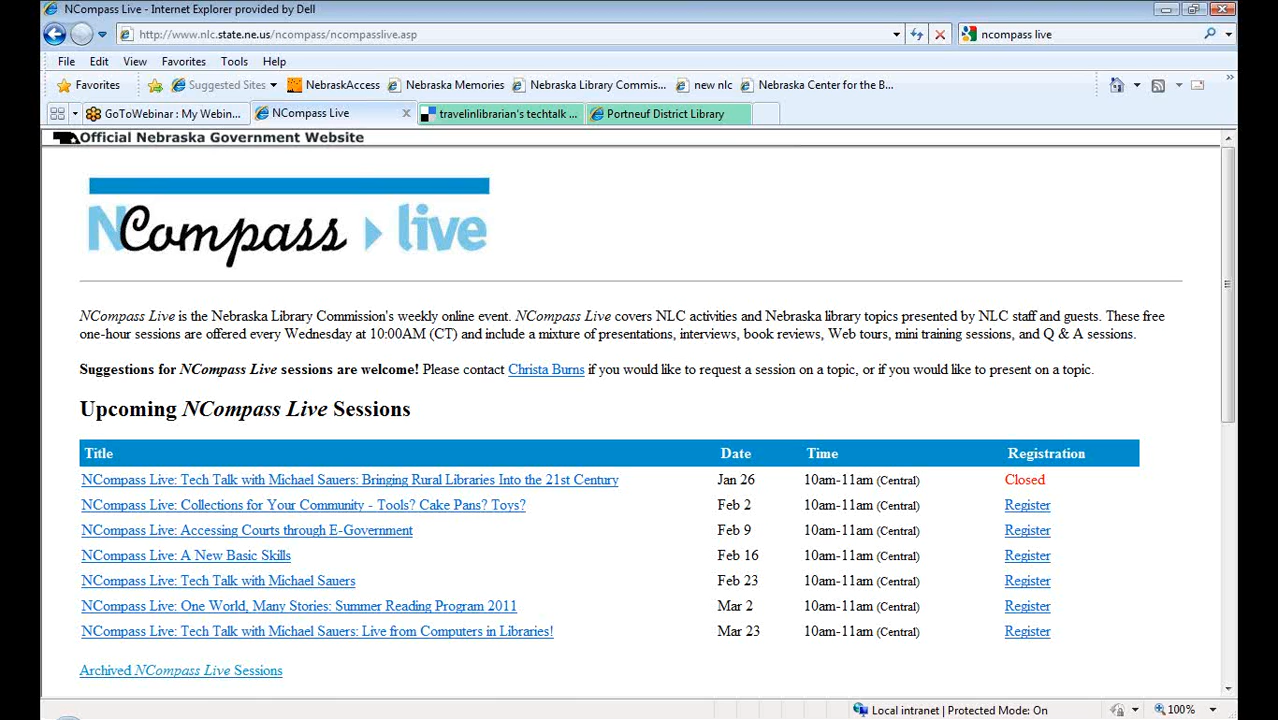 NCompass Live - Internet Explorer provided by Dell
http://www.nlc.state.ne.us/ncompass/ncompasslive.asp
ncompass live
File Edit View Favorites Tools Help
Favorites Suggested Sites NebraskAccess Nebraska Memories Nebraska Library Commis... new nlc Nebraska Center for the B...
GoToWebinar : My Webin... NCompass Live travelinlibrarian's techtalk ... Portneuf District Library
Official Nebraska Government Website
NCompass live
NCompass Live is the Nebraska Library Commission's weekly online event. NCompass Live covers NLC activities and Nebraska library topics presented by NLC staff and guests. These free
one-hour sessions are offered every Wednesday at 10:00AM (CT) and include a mixture of presentations, interviews, book reviews, Web tours, mini training sessions, and Q & A sessions.
Suggestions for NCompass Live sessions are welcome! Please contact Christa Burns if you would like to request a session on a topic, or if you would like to present on a topic.
Upcoming NCompass Live Sessions
Title Date Time Registration
NCompass Live: Tech Talk with Michael Sauers: Bringing Rural Libraries Into the 21st Century Jan 26 10am-11am (Central) Closed
NCompass Live: Collections for Your Community - Tools? Cake Pans? Toys? Feb 2 10am-11am (Central) Register
NCompass Live: Accessing Courts through E-Government Feb 9 10am-11am (Central) Register
NCompass Live: A New Basic Skills Feb 16 10am-11am (Central) Register
NCompass Live: Tech Talk with Michael Sauers Feb 23 10am-11am (Central) Register
NCompass Live: One World, Many Stories: Summer Reading Program 2011 Mar 2 10am-11am (Central) Register
NCompass Live: Tech Talk with Michael Sauers: Live from Computers in Libraries! Mar 23 10am-11am (Central) Register
Archived NCompass Live Sessions
Local intranet | Protected Mode: On 100%